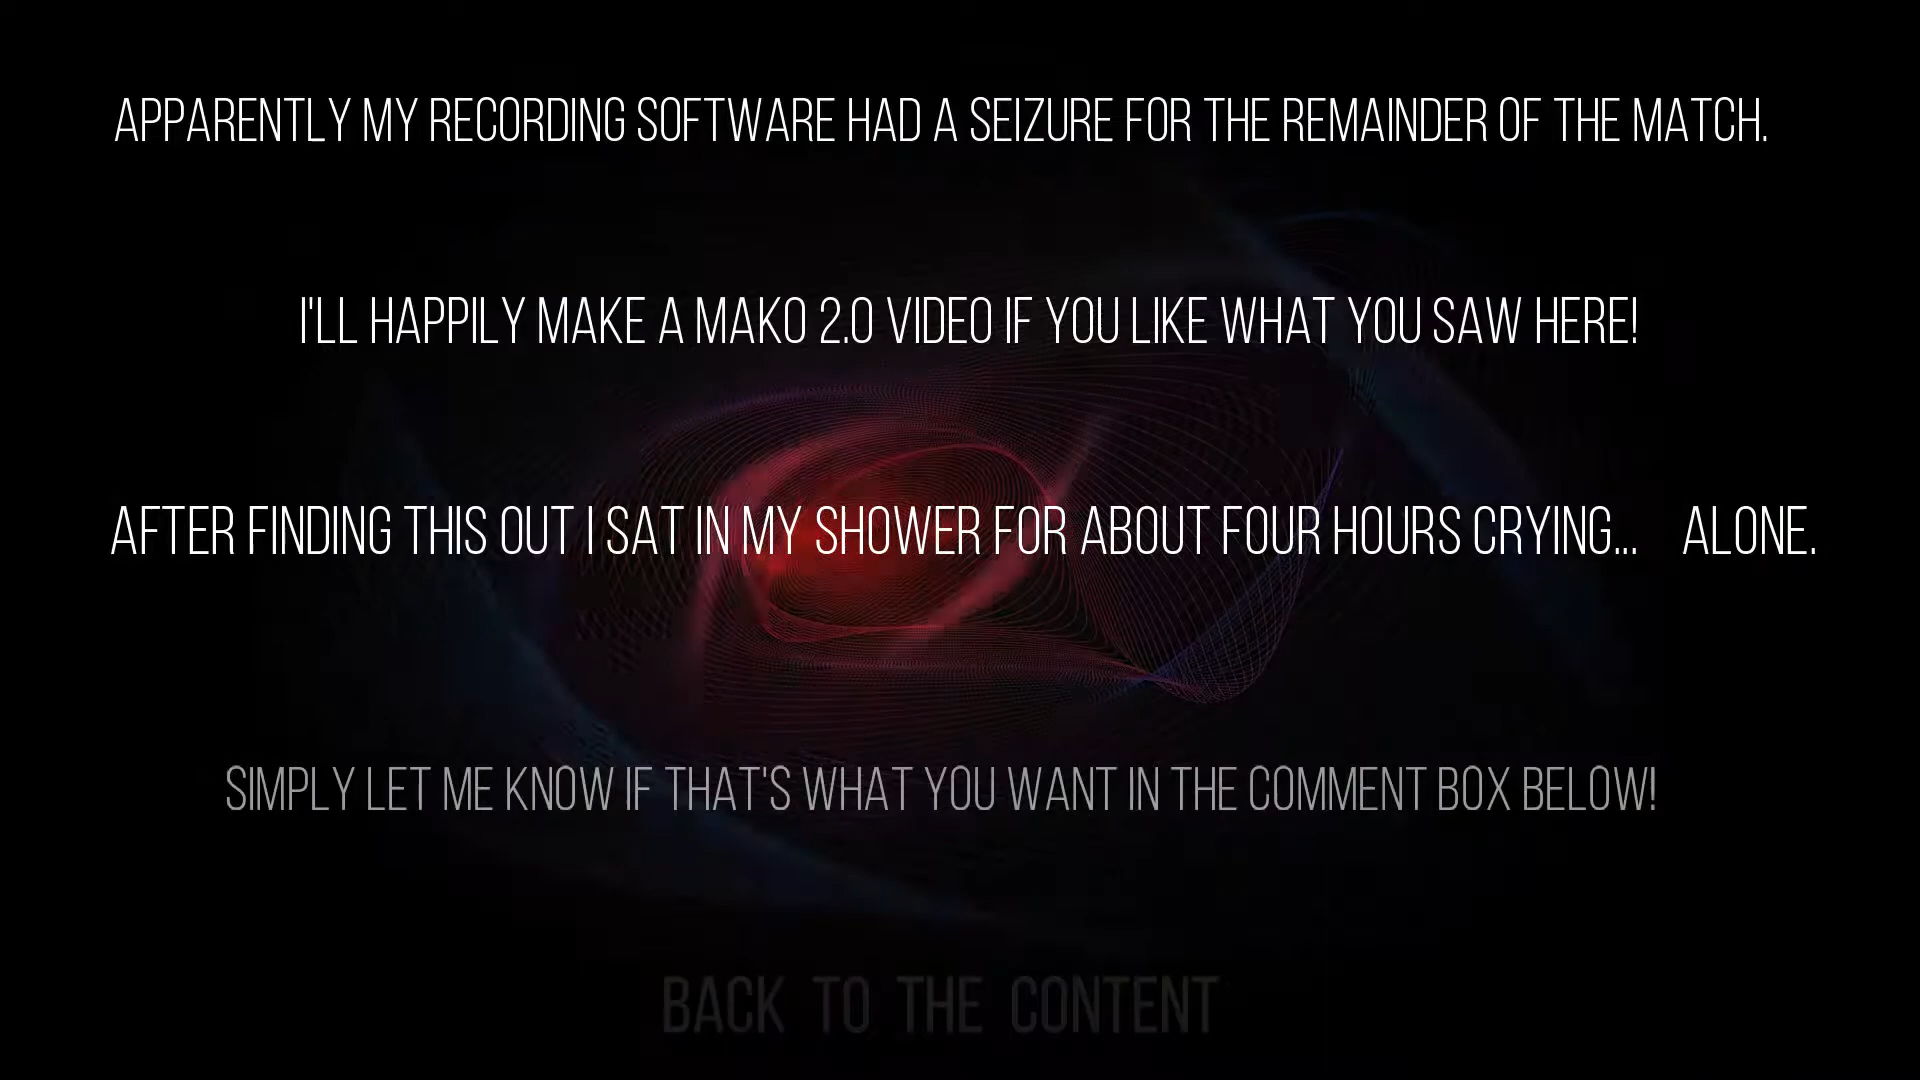 APPARENTLY MY RECORDING SOFTWARE HAD A SEIZURE FOR THE REMAINDER OF THE MATCH.
I'LL HAPPILY MAKE A MAKO 2.0 VIDEO IF YOU LIKE WHAT YOU SAW HERE!
AFTER FINDING THIS OUT I SAT IN MY SHOWER FOR ABOUT FOUR HOURS CRYING... ALONE.
SIMPLY LET ME KNOW IF THAT'S WHAT YOU WANT IN THE COMMENT BOX BELOW!
BACK TO THE CONTENT